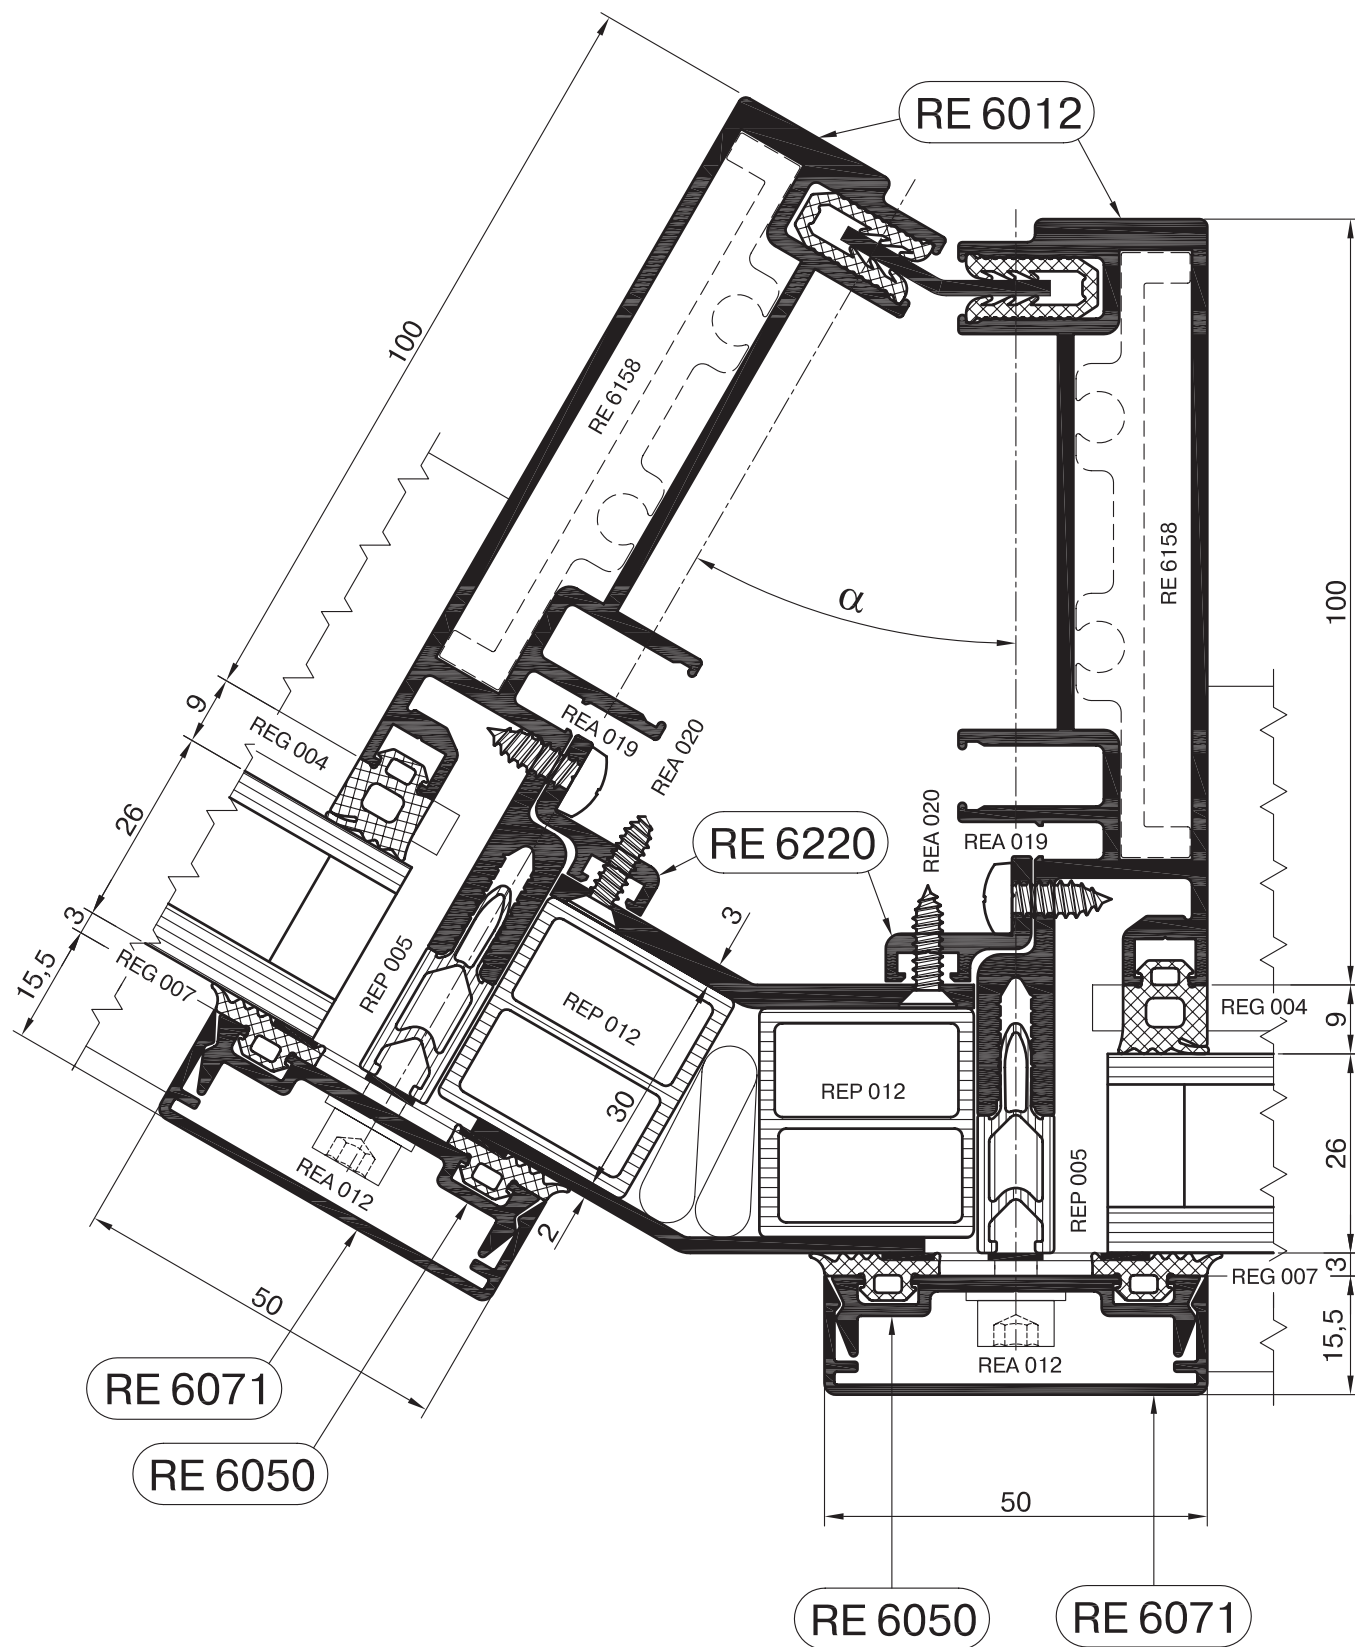 RE 6012
100
RE 6158
α
RE 6158
100
9
REG 004
REA 019
REA 020
26
RE 6220
REA 020
REA 019
3
3
15,5
REG 007
REP 005
REP 012
30
REP 012
REP 005
REG 004
9
26
3
REG 007
15,5
REA 012
2
50
RE 6071
RE 6050
REA 012
50
RE 6050
RE 6071